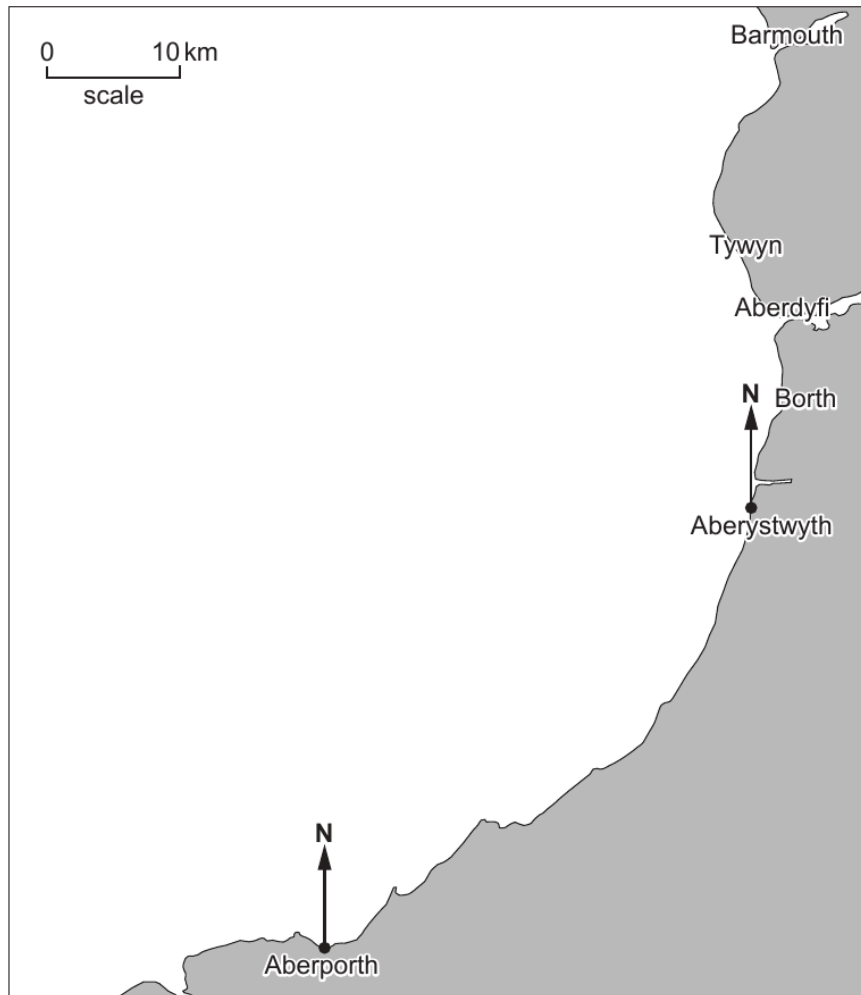 Barmouth
0 10 km
scale
Tywyn
Aberdyfi
N
Borth
Aberystwyth
N
Aberporth